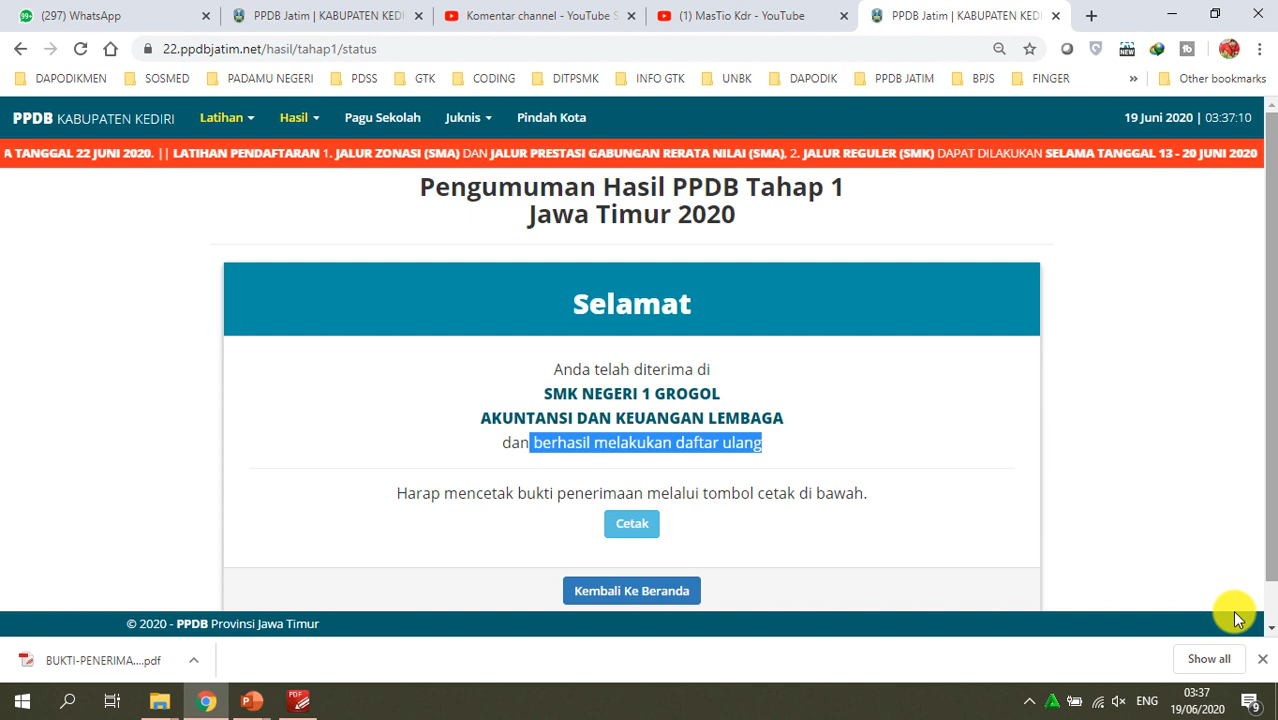 (297) WhatsApp
PPDB Jatim | KABUPATEN KEDIRI
Komentar channel - YouTube S
(1) MasTio Kdr - YouTube
PPDB Jatim | KABUPATEN KEDI
22.ppdbjatim.net/hasil/tahap1/status
DAPODIKMEN
SOSMED
PADAMU NEGERI
PDSS
GTK
CODING
DITPSMK
INFO GTK
UNBK
DAPODIK
PPDB JATIM
BPJS
FINGER
»
Other bookmarks
PPDB KABUPATEN KEDIRI
Latihan
Hasil
Pagu Sekolah
Juknis
Pindah Kota
19 Juni 2020 | 03:37:10
A TANGGAL 22 JUNI 2020. || LATIHAN PENDAFTARAN 1. JALUR ZONASI (SMA) DAN JALUR PRESTASI GABUNGAN RERATA NILAI (SMA), 2. JALUR REGULER (SMK) DAPAT DILAKUKAN SELAMA TANGGAL 13 - 20 JUNI 2020
Pengumuman Hasil PPDB Tahap 1
Jawa Timur 2020
Selamat
Anda telah diterima di
SMK NEGERI 1 GROGOL
AKUNTANSI DAN KEUANGAN LEMBAGA
dan berhasil melakukan daftar ulang
Harap mencetak bukti penerimaan melalui tombol cetak di bawah.
Cetak
Kembali Ke Beranda
© 2020 - PPDB Provinsi Jawa Timur
BUKTI-PENERIMA....pdf
Show all
ENG
03:37
19/06/2020
9